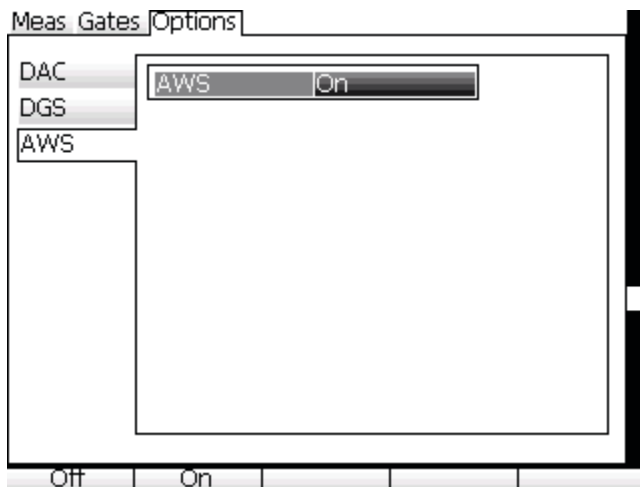 Meas Gates Options
DAC
AWS On
DGS
AWS
Off On